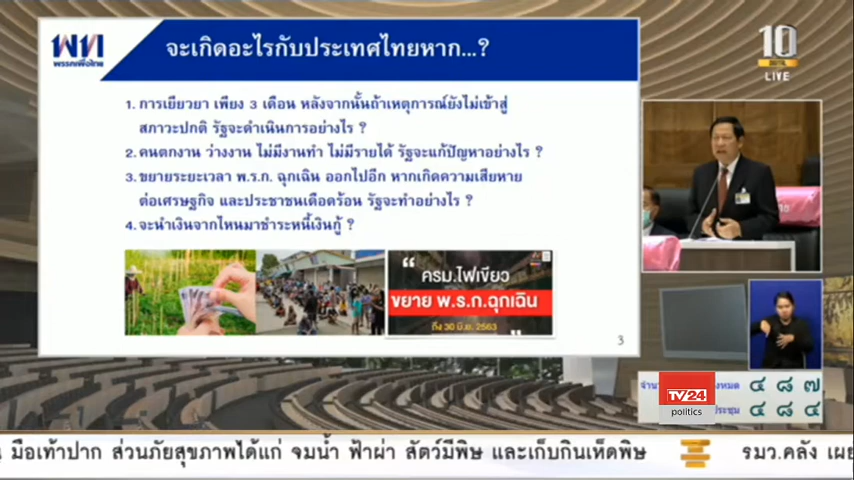 พท
พรรคเพื่อไทย
จะเกิดอะไรกับประเทศไทยหาก...?
1. การเยียวยา เพียง 3 เดือน หลังจากนั้นถ้าเหตุการณ์ยังไม่เข้าสู่
สภาวะปกติ รัฐจะดำเนินการอย่างไร ?
2. คนตกงาน ว่างงาน ไม่มีงานทำ ไม่มีรายได้ รัฐจะแก้ปัญหาอย่างไร ?
3. ขยายระยะเวลา พ.ร.ก. ฉุกเฉิน ออกไปอีก หากเกิดความเสียหาย
ต่อเศรษฐกิจ และประชาชนเดือดร้อน รัฐจะทำอย่างไร ?
4. จะนำเงินจากไหนมาชำระหนี้เงินกู้ ?
“ ครม.ไฟเขียว
ขยาย พ.ร.ก.ฉุกเฉิน
ถึง 30 มิ.ย. 2563 ”
3
10
LIVE
TV24
politics
จำน
งหมด ๔๘๗
ประชุม ๔๘๔
มือเท้าปาก ส่วนภัยสุขภาพได้แก่ จมน้ำ ฟ้าผ่า สัตว์มีพิษ และเก็บกินเห็ดพิษ
รมว.คลัง เผย